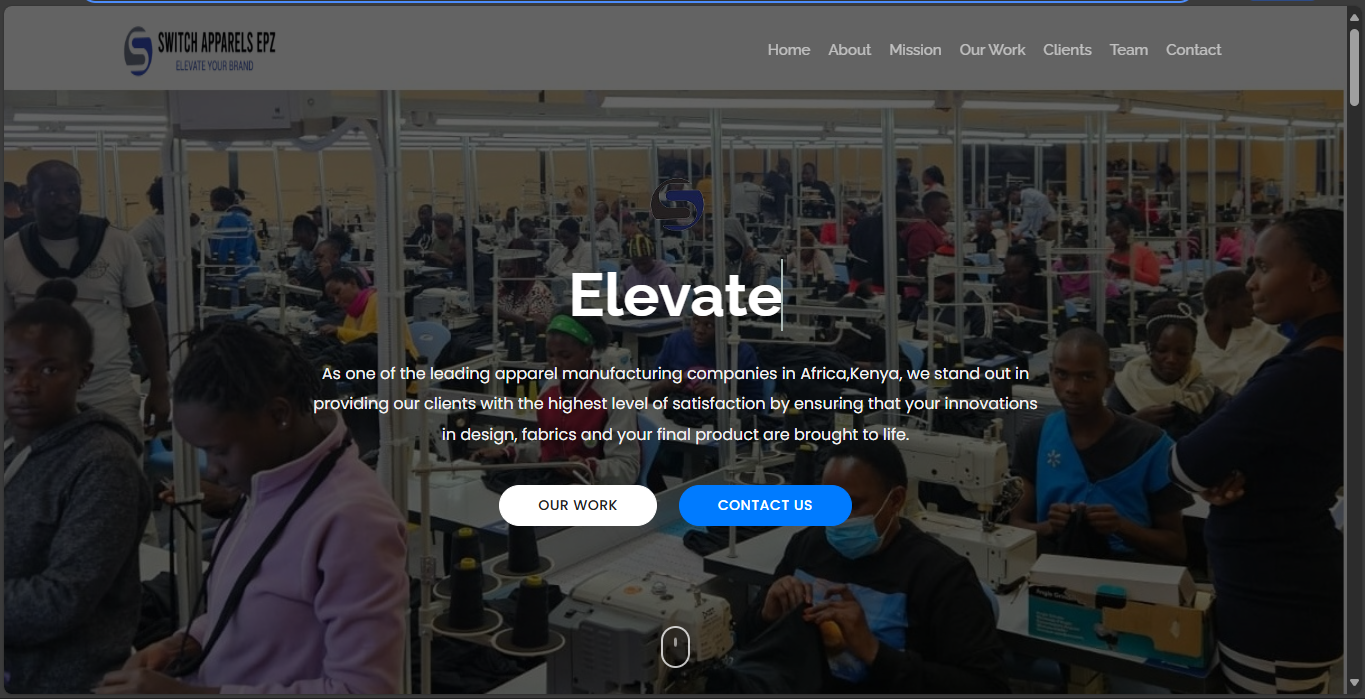 SWITCH APPARELS EPZ
ELEVATE YOUR BRAND
Home About Mission Our Work Clients Team Contact
Elevate
As one of the leading apparel manufacturing companies in Africa,Kenya, we stand out in
providing our clients with the highest level of satisfaction by ensuring that your innovations
in design, fabrics and your final product are brought to life.
OUR WORK CONTACT US